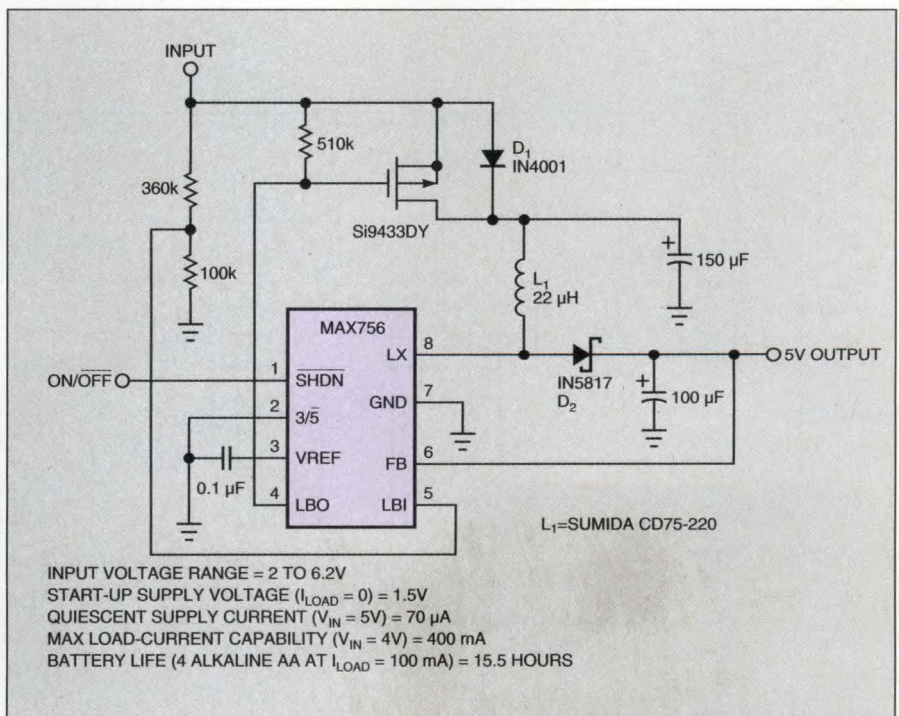 INPUT
510k
D1
IN4001
360k
Si9433DY
100k
150 µF
L1
22 µH
MAX756
LX
8
5V OUTPUT
ON/OFF
1
SHDN
IN5817
D2
GND
7
100 µF
2
3/5
3
VREF
FB
6
0.1 µF
4
LBO
LBI
5
L1=SUMIDA CD75-220
INPUT VOLTAGE RANGE = 2 TO 6.2V
START-UP SUPPLY VOLTAGE (ILOAD = 0) = 1.5V
QUIESCENT SUPPLY CURRENT (VIN = 5V) = 70 µA
MAX LOAD-CURRENT CAPABILITY (VIN = 4V) = 400 mA
BATTERY LIFE (4 ALKALINE AA AT ILOAD = 100 mA) = 15.5 HOURS